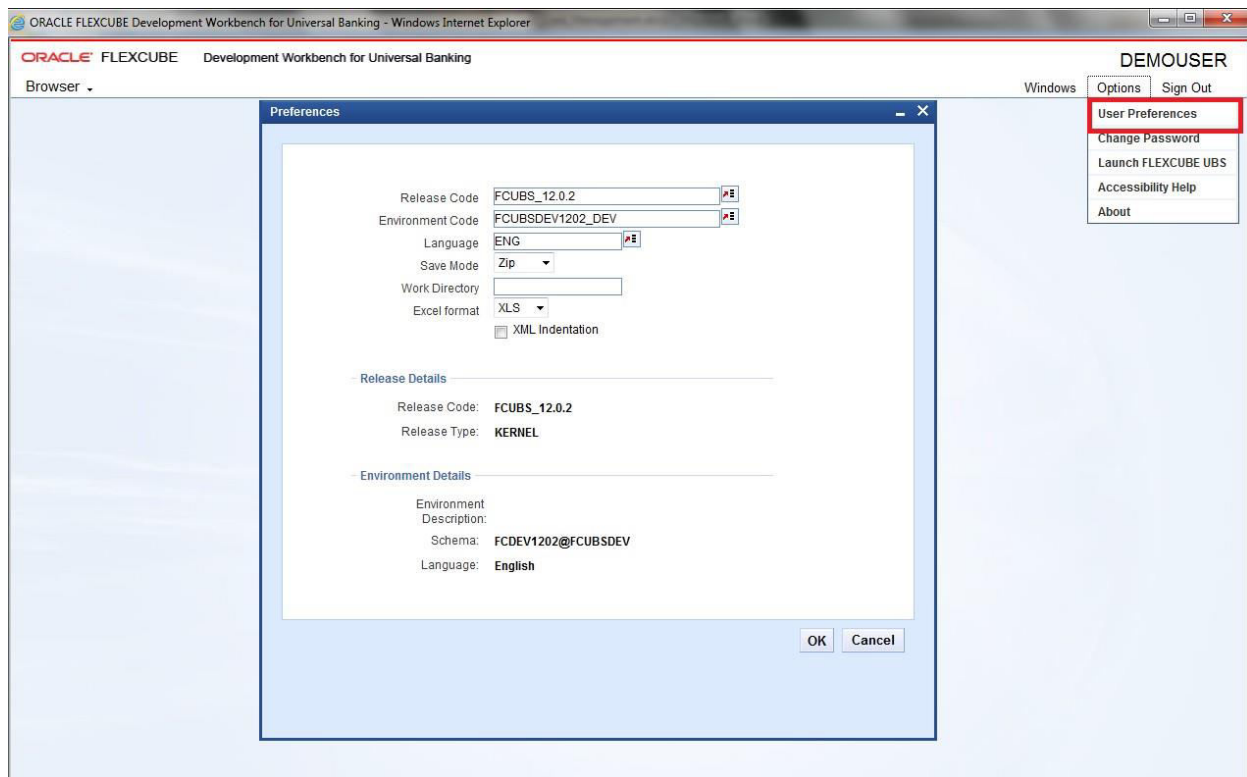 ORACLE FLEXCUBE Development Workbench for Universal Banking - Windows Internet Explorer
ORACLE FLEXCUBE Development Workbench for Universal Banking
DEMOUSER
Browser
Windows Options Sign Out
User Preferences
Change Password
Launch FLEXCUBE UBS
Accessibility Help
About
Preferences
Release Code FCUBS_12.0.2
Environment Code FCUBSDEV1202_DEV
Language ENG
Save Mode Zip
Work Directory
Excel format XLS
XML Indentation
Release Details
Release Code: FCUBS_12.0.2
Release Type: KERNEL
Environment Details
Environment
Description:
Schema: FCDEV1202@FCUBSDEV
Language: English
OK Cancel